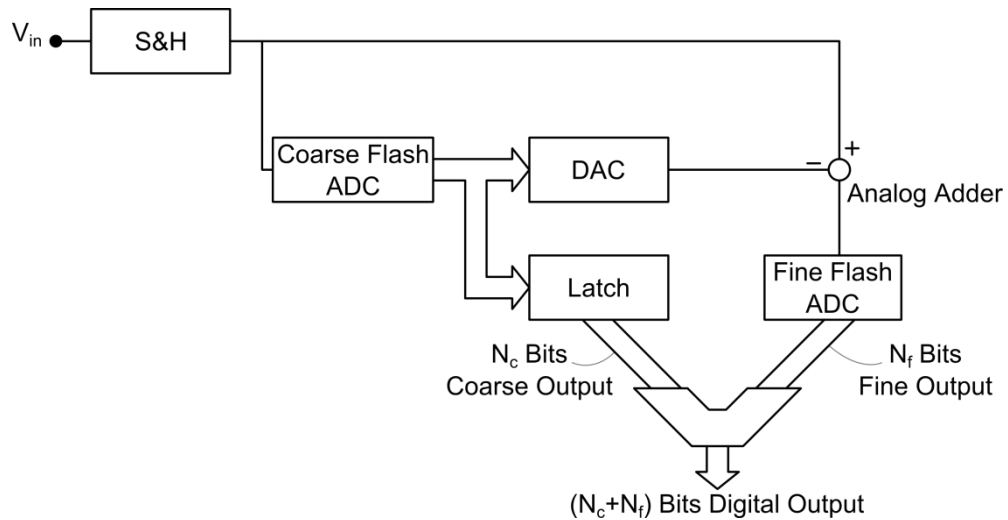 V_in
S&H
Coarse Flash
ADC
DAC
+
−
Analog Adder
Latch
Fine Flash
ADC
N_c Bits
Coarse Output
N_f Bits
Fine Output
(N_c+N_f) Bits Digital Output